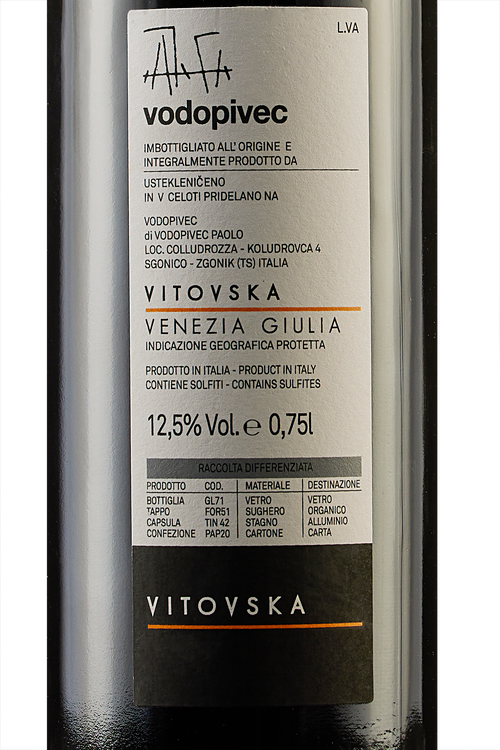 L.VA
vodopivec
IMBOTTIGLIATO ALL' ORIGINE E
INTEGRALMENTE PRODOTTO DA
USTEKLENIČENO
IN V CELOTI PRIDELANO NA
VODOPIVEC
di VODOPIVEC PAOLO
LOC. COLLUDROZZA - KOLUDROVCA 4
SGONICO - ZGONIK (TS) ITALIA
VITOVSKA
VENEZIA GIULIA
INDICAZIONE GEOGRAFICA PROTETTA
PRODOTTO IN ITALIA - PRODUCT IN ITALY
CONTIENE SOLFITI - CONTAINS SULFITES
12,5% Vol. ℮ 0,75l
RACCOLTA DIFFERENZIATA
PRODOTTO COD. MATERIALE DESTINAZIONE
BOTTIGLIA GL71 VETRO VETRO
TAPPO FOR51 SUGHERO ORGANICO
CAPSULA TIN 42 STAGNO ALLUMINIO
CONFEZIONE PAP20 CARTONE CARTA
VITOVSKA